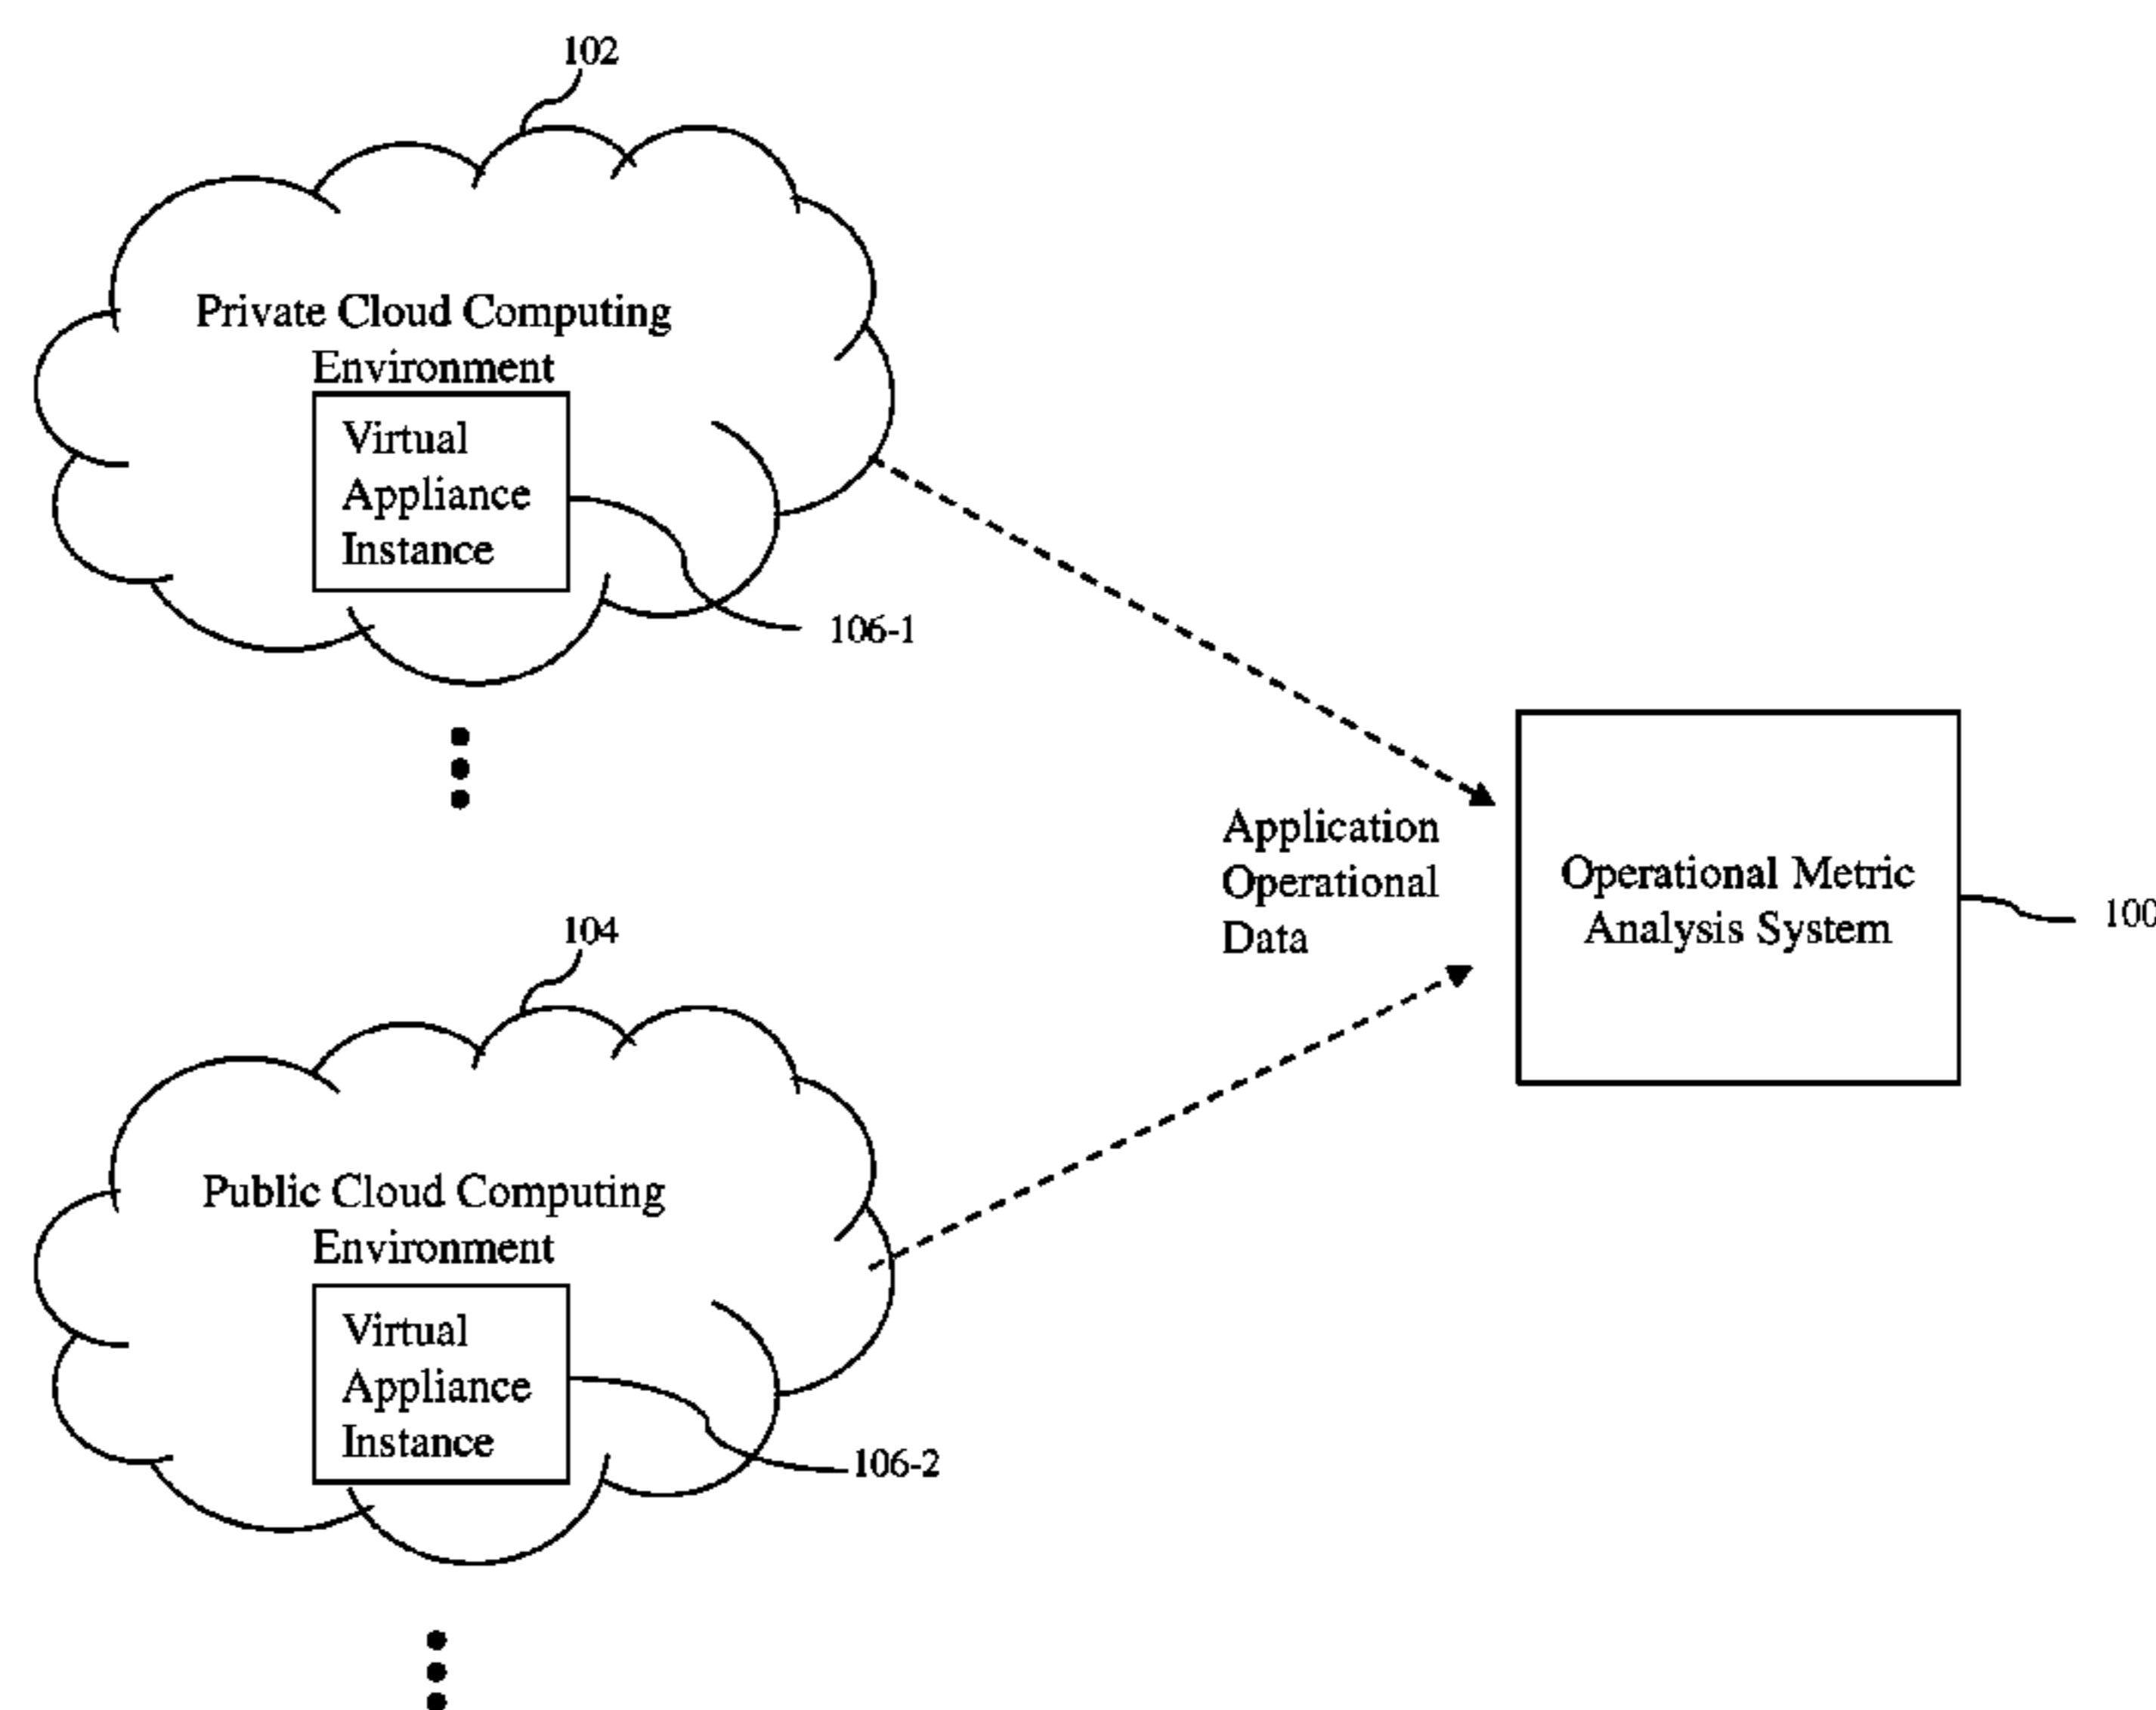 102
Private Cloud Computing
Environment
Virtual
Appliance
Instance
106-1
Application
Operational
Data
Operational Metric
Analysis System
100
104
Public Cloud Computing
Environment
Virtual
Appliance
Instance
106-2